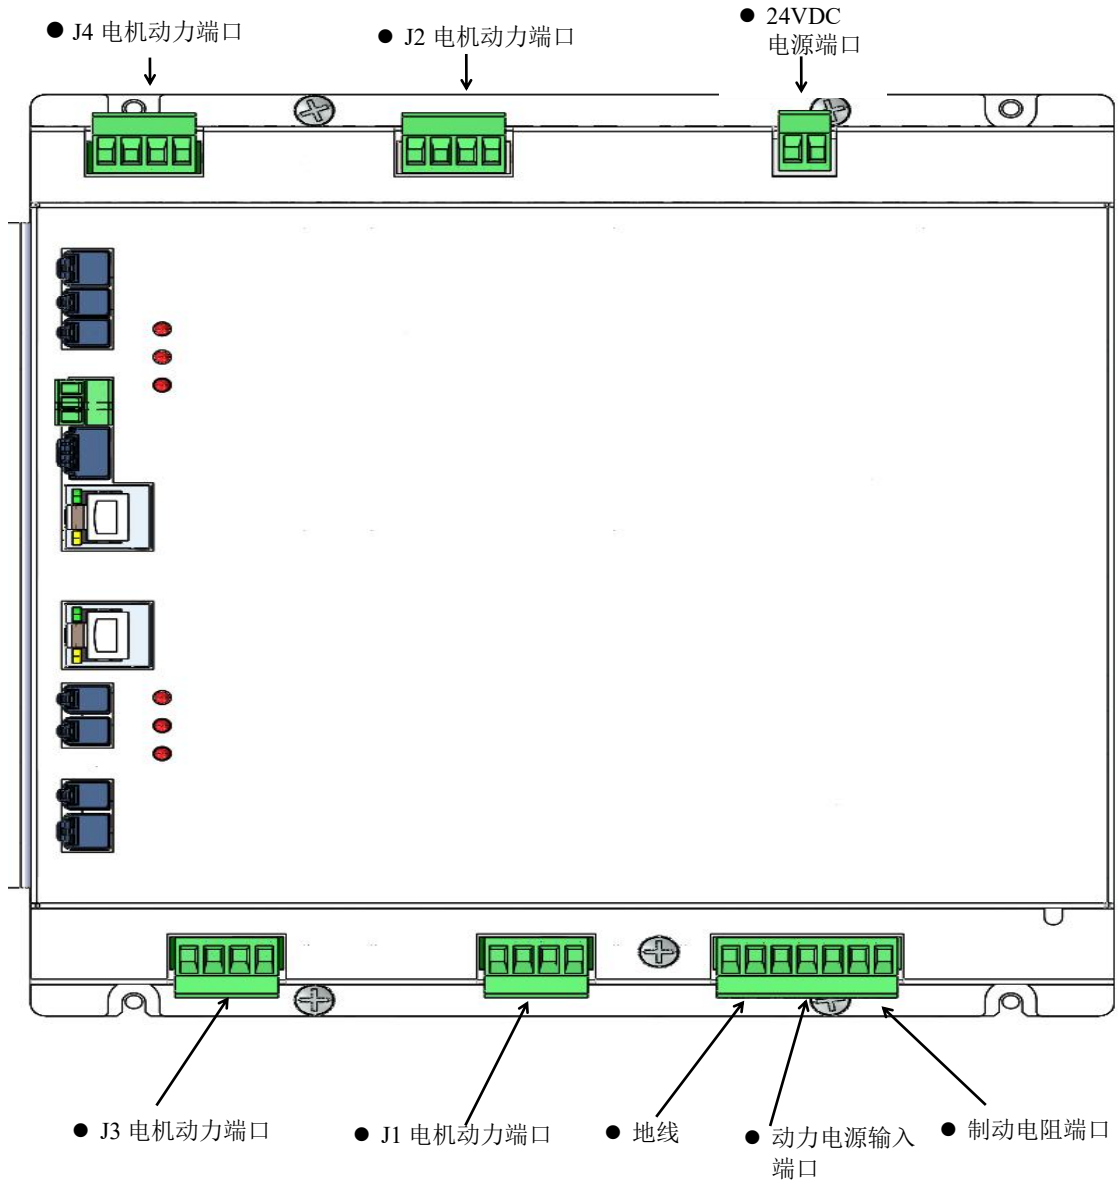 ● J4 电机动力端口
● J2 电机动力端口
● 24VDC
电源端口
● J3 电机动力端口
● J1 电机动力端口
● 地线
● 动力电源输入
端口
● 制动电阻端口